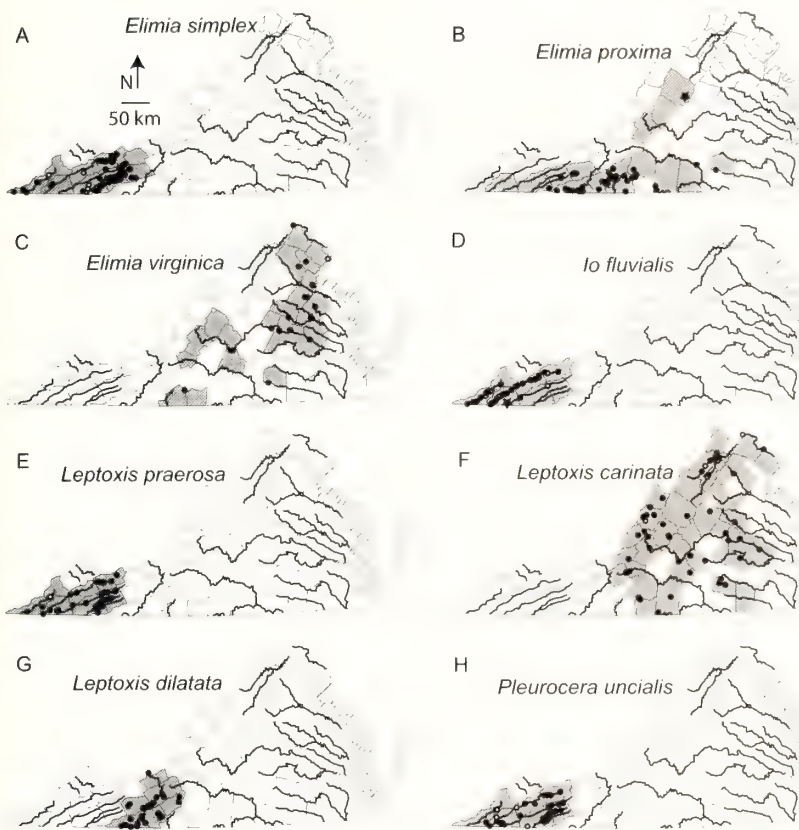 A
Elimia simplex
N
50 km
B
Elimia proxima
C
Elimia virginica
D
Io fluvialis
E
Leptoxis praerosa
F
Leptoxis carinata
G
Leptoxis dilatata
H
Pleurocera uncialis